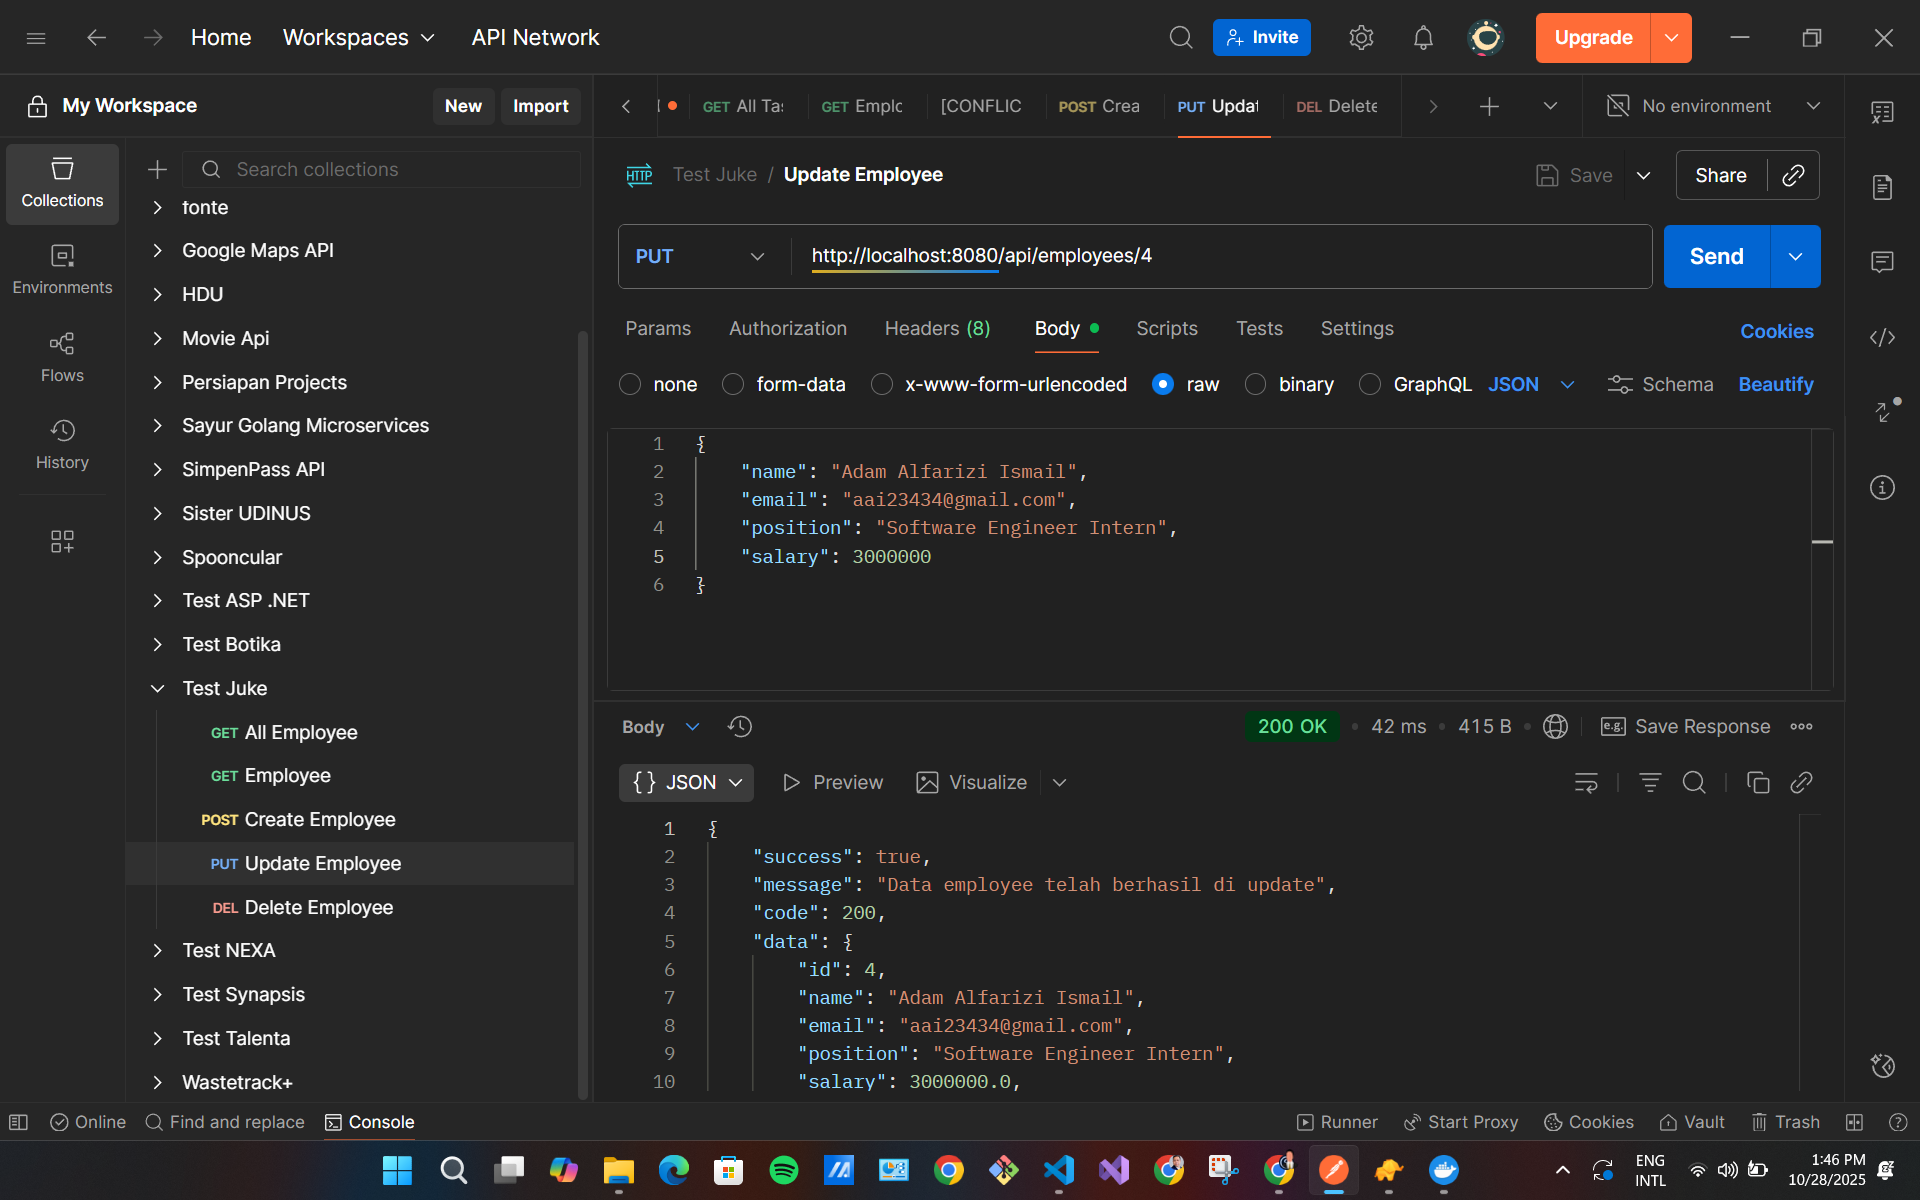 Home
Workspaces
API Network
Invite
Upgrade
My Workspace
New
Import
GET All Ta
GET Emplo
[CONFLIC
POST Crea
PUT Updat
DEL Delete
No environment
Collections
Environments
Flows
History
Search collections
fonte
Google Maps API
HDU
Movie Api
Persiapan Projects
Sayur Golang Microservices
SimpenPass API
Sister UDINUS
Spooncular
Test ASP .NET
Test Botika
Test Juke
GET All Employee
GET Employee
POST Create Employee
PUT Update Employee
DEL Delete Employee
Test NEXA
Test Synapsis
Test Talenta
Wastetrack+
HTTP Test Juke / Update Employee
Save
Share
PUT
http://localhost:8080/api/employees/4
Send
Params
Authorization
Headers (8)
Body
Scripts
Tests
Settings
Cookies
none
form-data
x-www-form-urlencoded
raw
binary
GraphQL
JSON
Schema
Beautify
1 {
2 "name": "Adam Alfarizi Ismail",
3 "email": "aai23434@gmail.com",
4 "position": "Software Engineer Intern",
5 "salary": 3000000
6 }
Body
200 OK • 42 ms • 415 B
e.g. Save Response
{} JSON
Preview
Visualize
1 {
2 "success": true,
3 "message": "Data employee telah berhasil di update",
4 "code": 200,
5 "data": {
6 "id": 4,
7 "name": "Adam Alfarizi Ismail",
8 "email": "aai23434@gmail.com",
9 "position": "Software Engineer Intern",
10 "salary": 3000000.0,
Online
Find and replace
Console
Runner
Start Proxy
Cookies
Vault
Trash
ENG
INTL
1:46 PM
10/28/2025